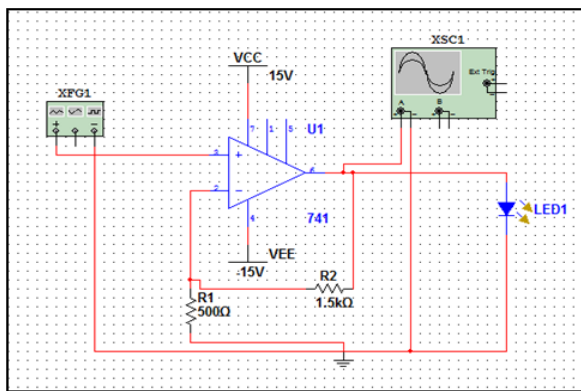 XSC1
VCC
15V
Ext Trig
XFG1
A
B
U1
7
1
5
3
2
6
4
741
LED1
VEE
-15V
R2
1.5kΩ
R1
500Ω